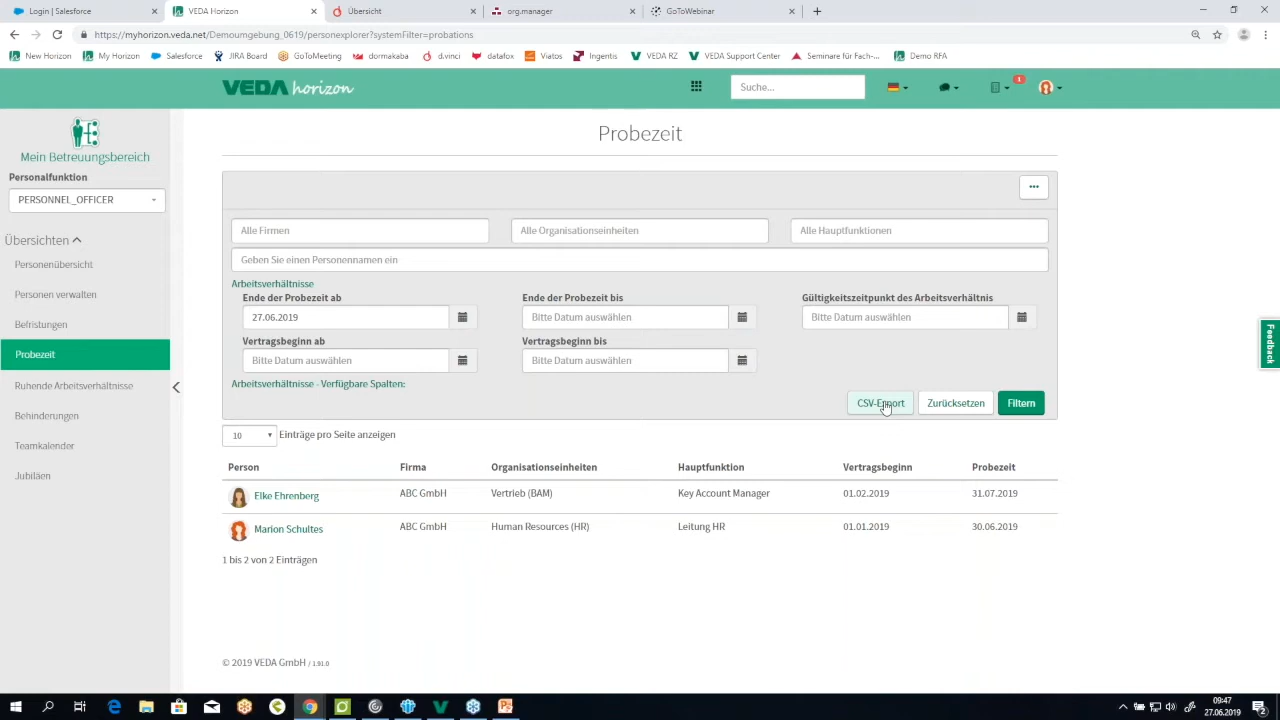 Login | Salesforce
VEDA Horizon
Übersicht
org.manager
GoToWebinar
https://myhorizon.veda.net/Demoumgebung_0619/personexplorer?systemFilter=probations
New Horizon
My Horizon
Salesforce
JIRA Board
GoToMeeting
dormakaba
d.vinci
datafox
Viatos
Ingentis
VEDA RZ
VEDA Support Center
Seminare für Fach-...
Demo RFA
VEDA horizon
Suche...
1
Mein Betreuungsbereich
Personalfunktion
PERSONNEL_OFFICER
Übersichten
Personenübersicht
Personen verwalten
Befristungen
Probezeit
Ruhende Arbeitsverhältnisse
Behinderungen
Teamkalender
Jubiläen
Probezeit
Alle Firmen
Alle Organisationseinheiten
Alle Hauptfunktionen
Geben Sie einen Personennamen ein
Arbeitsverhältnisse
Ende der Probezeit ab
Ende der Probezeit bis
Gültigkeitszeitpunkt des Arbeitsverhältnis
27.06.2019
Bitte Datum auswählen
Bitte Datum auswählen
Vertragsbeginn ab
Vertragsbeginn bis
Bitte Datum auswählen
Bitte Datum auswählen
Arbeitsverhältnisse - Verfügbare Spalten:
CSV-Export
Zurücksetzen
Filtern
10 Einträge pro Seite anzeigen
Person Firma Organisationseinheiten Hauptfunktion Vertragsbeginn Probezeit
Elke Ehrenberg ABC GmbH Vertrieb (BAM) Key Account Manager 01.02.2019 31.07.2019
Marion Schultes ABC GmbH Human Resources (HR) Leitung HR 01.01.2019 30.06.2019
1 bis 2 von 2 Einträgen
© 2019 VEDA GmbH / 1.91.0
Feedback
09:47
27.06.2019
2